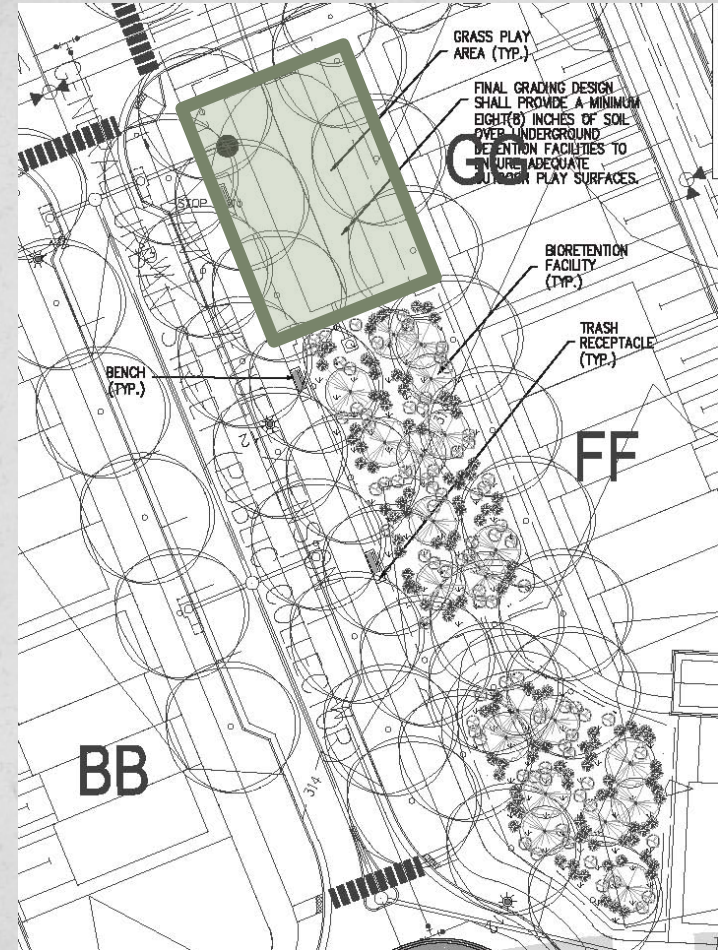 GRASS PLAY
AREA (TYP.)
FINAL GRADING DESIGN
SHALL PROVIDE A MINIMUM
EIGHT(8) INCHES OF SOIL
OVER UNDERGROUND
DETENTION FACILITIES TO
ENSURE ADEQUATE
OUTDOOR PLAY SURFACES.
GG
STOP
BIORETENTION
FACILITY
(TYP.)
TRASH
RECEPTACLE
(TYP.)
BENCH
(TYP.)
FF
BB
314